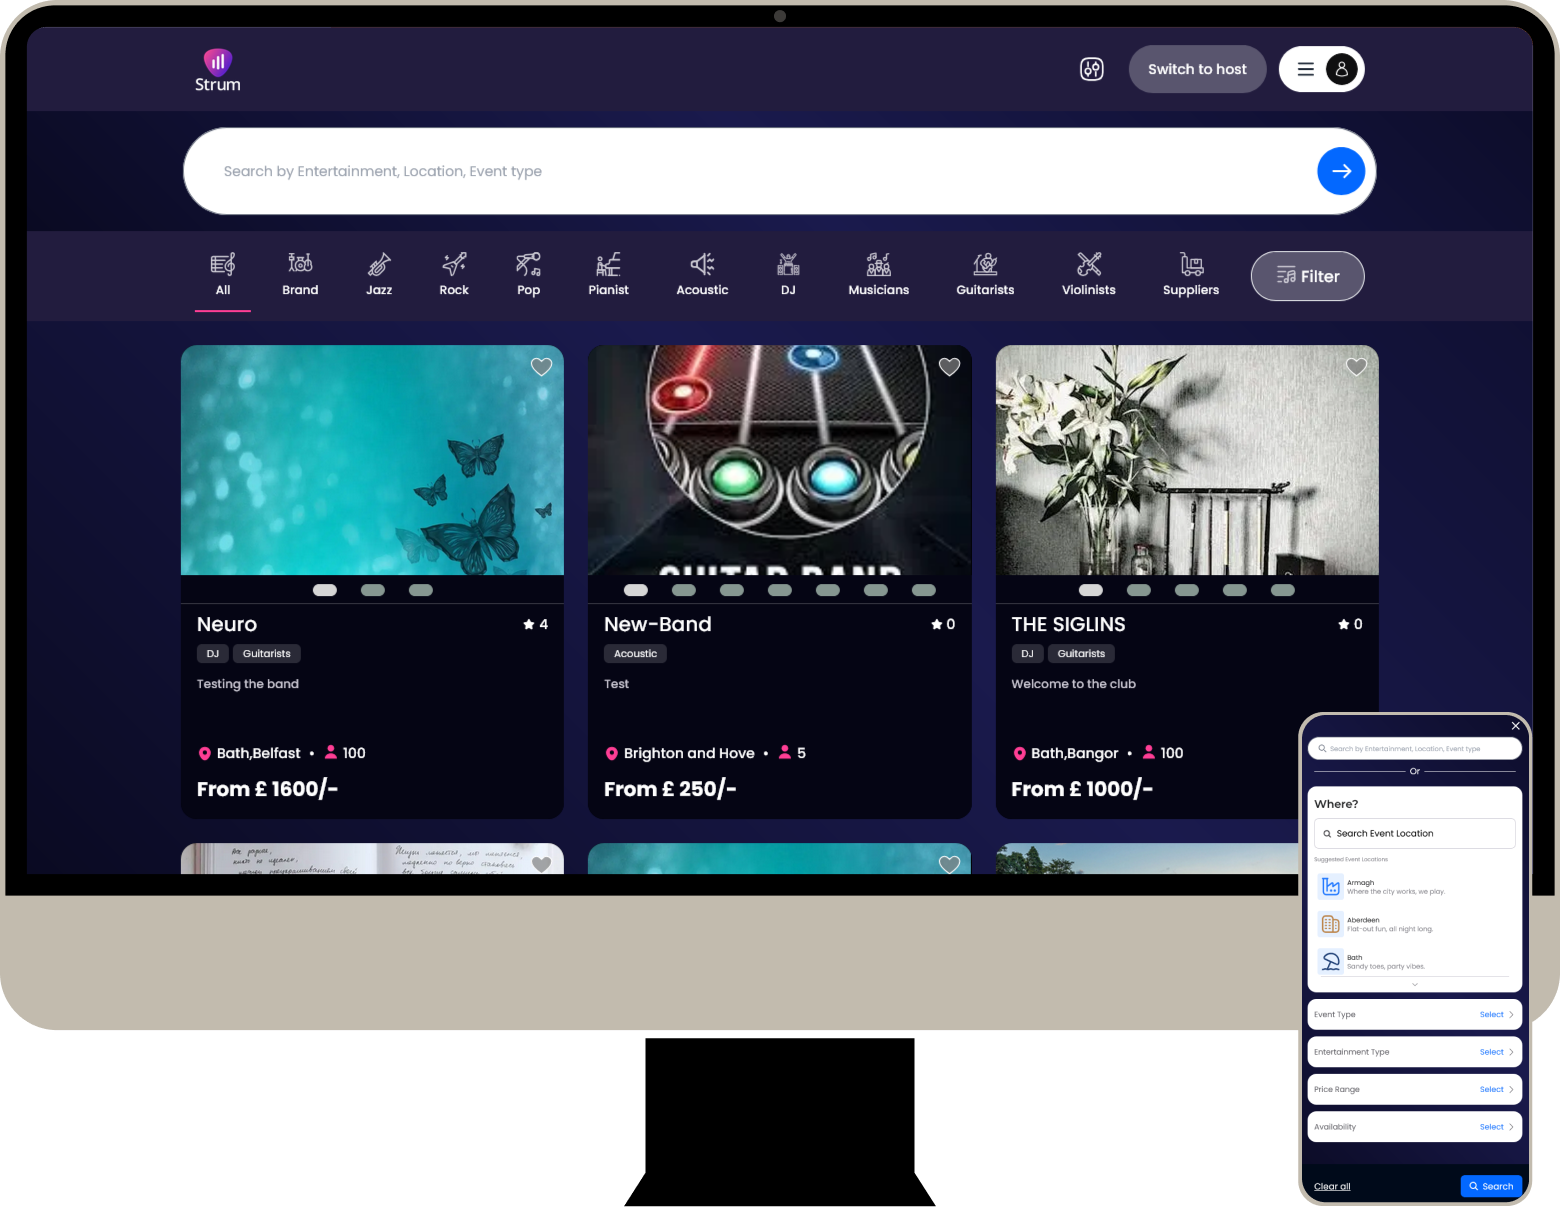 Strum
Switch to host
Search by Entertainment, Location, Event type
All
Brand
Jazz
Rock
Pop
Pianist
Acoustic
DJ
Musicians
Guitarists
Violinists
Suppliers
Filter
GUITAR BAND
Neuro
4
DJ
Guitarists
Testing the band
Bath,Belfast • 100
From £ 1600/-
New-Band
0
Acoustic
Test
Brighton and Hove • 5
From £ 250/-
THE SIGLINS
0
DJ
Guitarists
Welcome to the club
Bath,Bangor • 100
From £ 1000/-
Search by Entertainment, Location, Event type
Or
Where?
Search Event Location
Suggested Event Locations
Armagh
Where the city works, we play.
Aberdeen
Flat-out fun, all night long.
Bath
Sandy toes, party vibes.
Event Type
Select
Entertainment Type
Select
Price Range
Select
Availability
Select
Clear all
Search